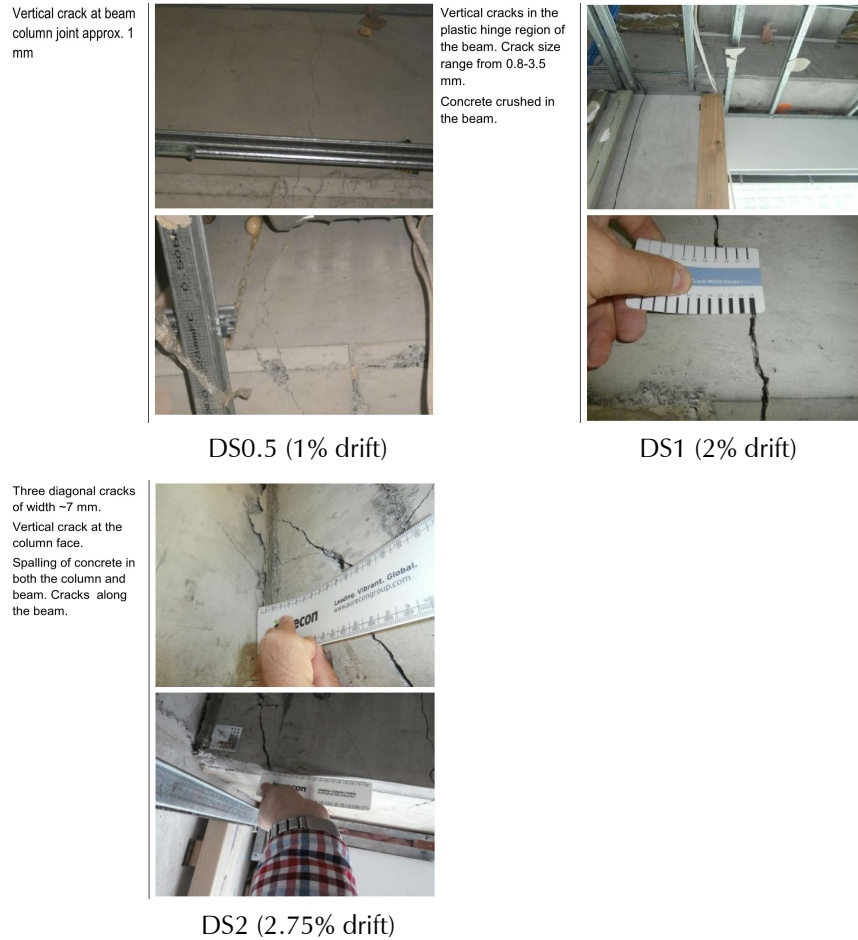 Vertical crack at beam
column joint approx. 1
mm
Vertical cracks in the
plastic hinge region of
the beam. Crack size
range from 0.8-3.5
mm.
Concrete crushed in
the beam.
Crack Width Gauge
DS0.5 (1% drift)
DS1 (2% drift)
Three diagonal cracks
of width ~7 mm.
Vertical crack at the
column face.
Spalling of concrete in
both the column and
beam. Cracks along
the beam.
Leading. Vibrant. Global.
www.aurecongroup.com
recon
DS2 (2.75% drift)